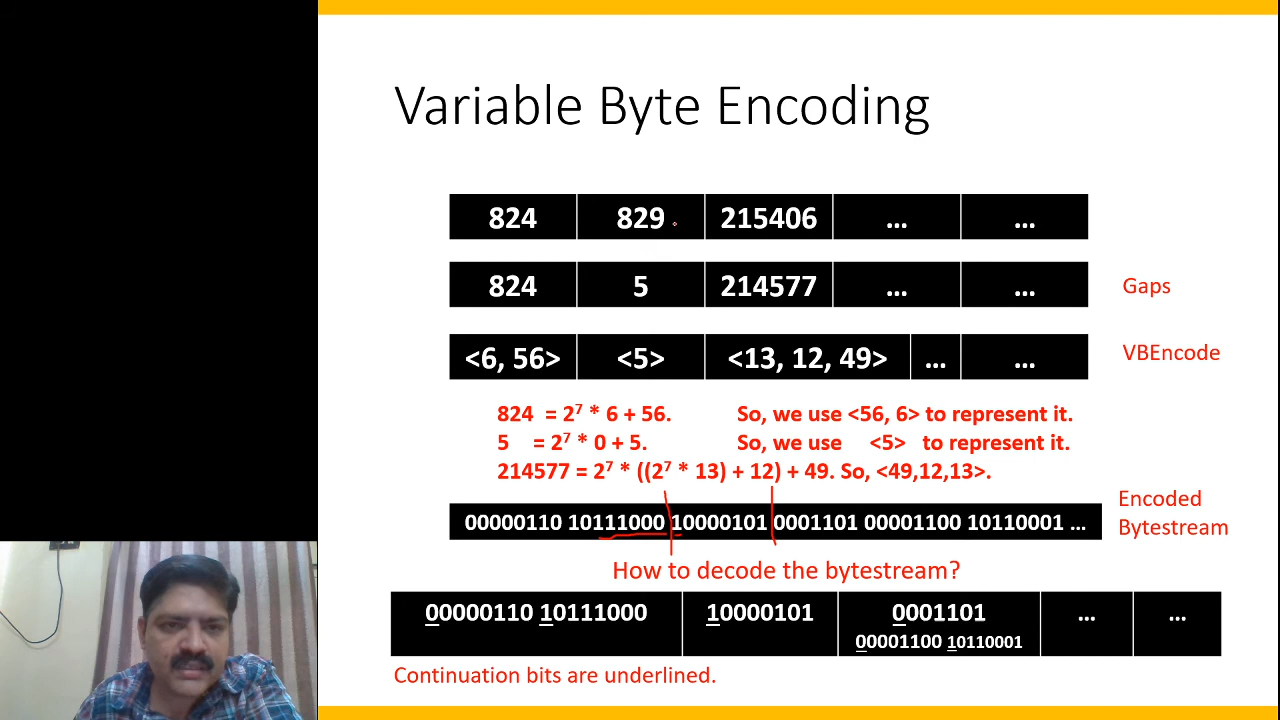 Variable Byte Encoding
824 829 215406 ... ...
824 5 214577 ... ... Gaps
<6, 56> <5> <13, 12, 49> ... ... VBEncode
824 = 2⁷ * 6 + 56. So, we use <56, 6> to represent it.
5 = 2⁷ * 0 + 5. So, we use <5> to represent it.
214577 = 2⁷ * ((2⁷ * 13) + 12) + 49. So, <49,12,13>.
00000110 10111000 10000101 0001101 00001100 10110001 ...
Encoded
Bytestream
How to decode the bytestream?
00000110 10111000 10000101 0001101 ... ...
00001100 10110001
Continuation bits are underlined.